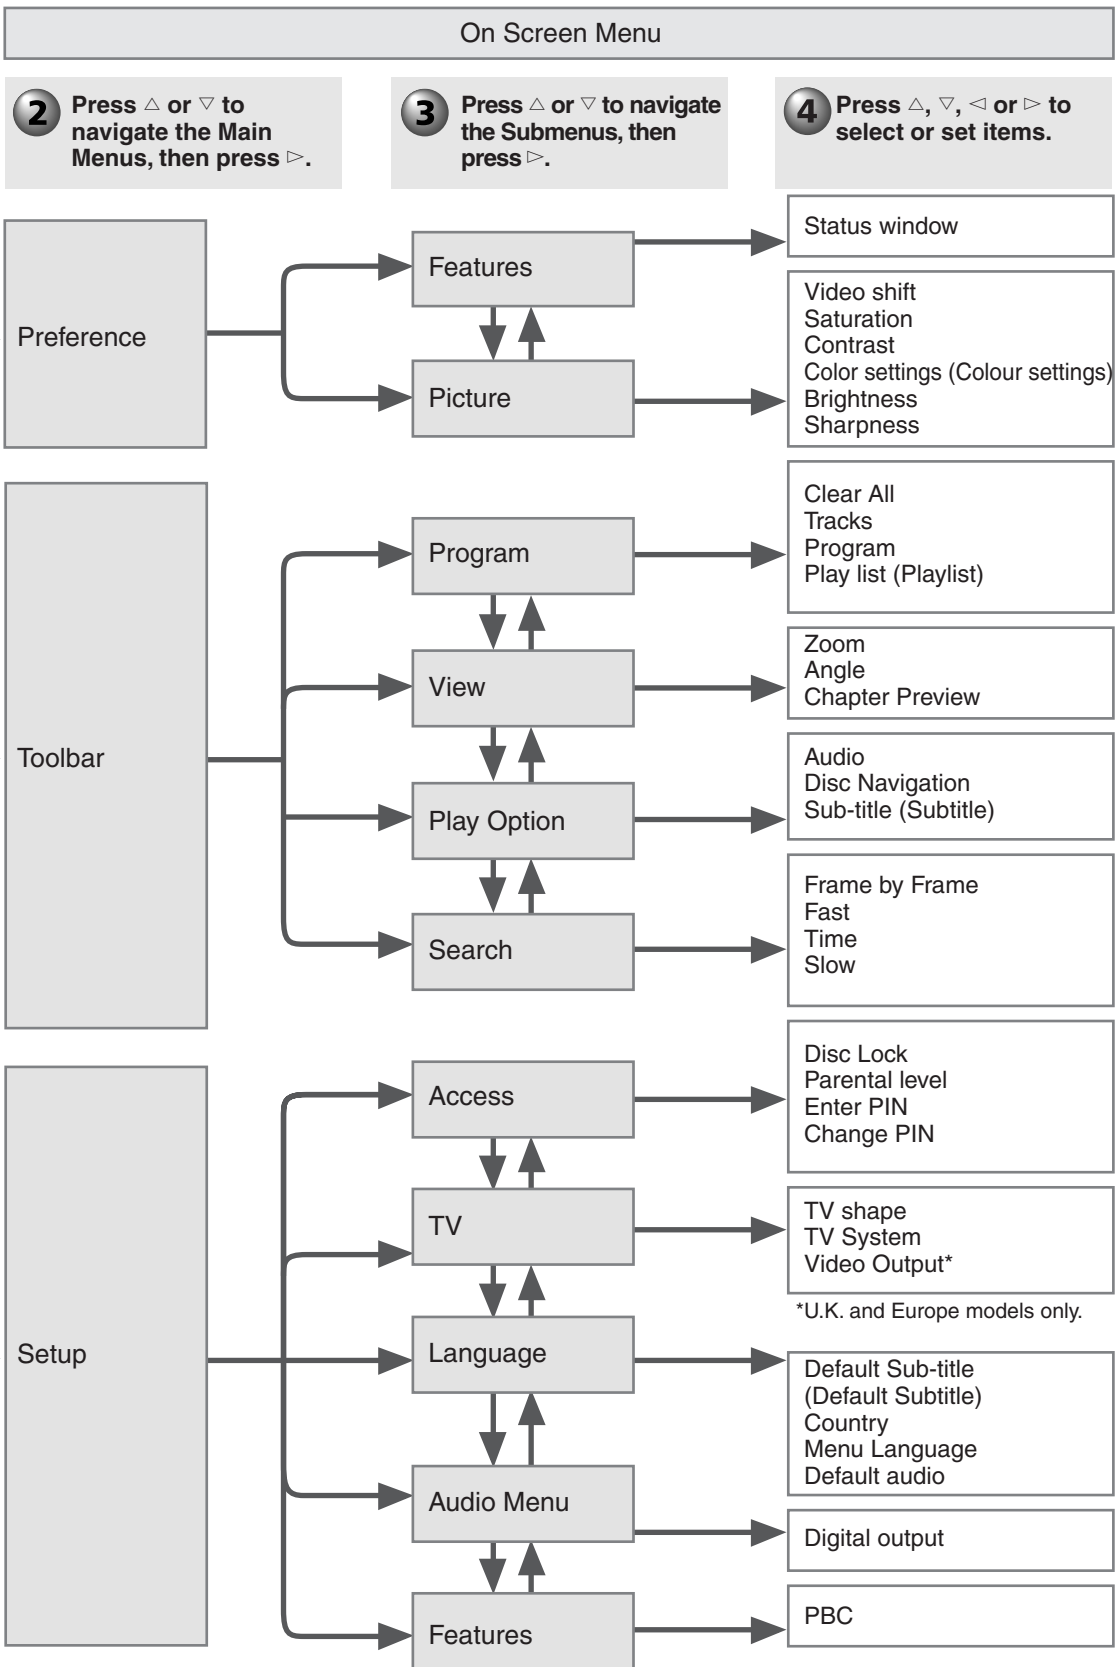 On Screen Menu
2
Press △ or ▽ to
navigate the Main
Menus, then press ▷.
3
Press △ or ▽ to navigate
the Submenus, then
press ▷.
4
Press △, ▽, ◁ or ▷ to
select or set items.
Preference
Features
Status window
Picture
Video shift
Saturation
Contrast
Color settings (Colour settings)
Brightness
Sharpness
Toolbar
Program
Clear All
Tracks
Program
Play list (Playlist)
View
Zoom
Angle
Chapter Preview
Play Option
Audio
Disc Navigation
Sub-title (Subtitle)
Search
Frame by Frame
Fast
Time
Slow
Setup
Access
Disc Lock
Parental level
Enter PIN
Change PIN
TV
TV shape
TV System
Video Output*
*U.K. and Europe models only.
Language
Default Sub-title
(Default Subtitle)
Country
Menu Language
Default audio
Audio Menu
Digital output
Features
PBC